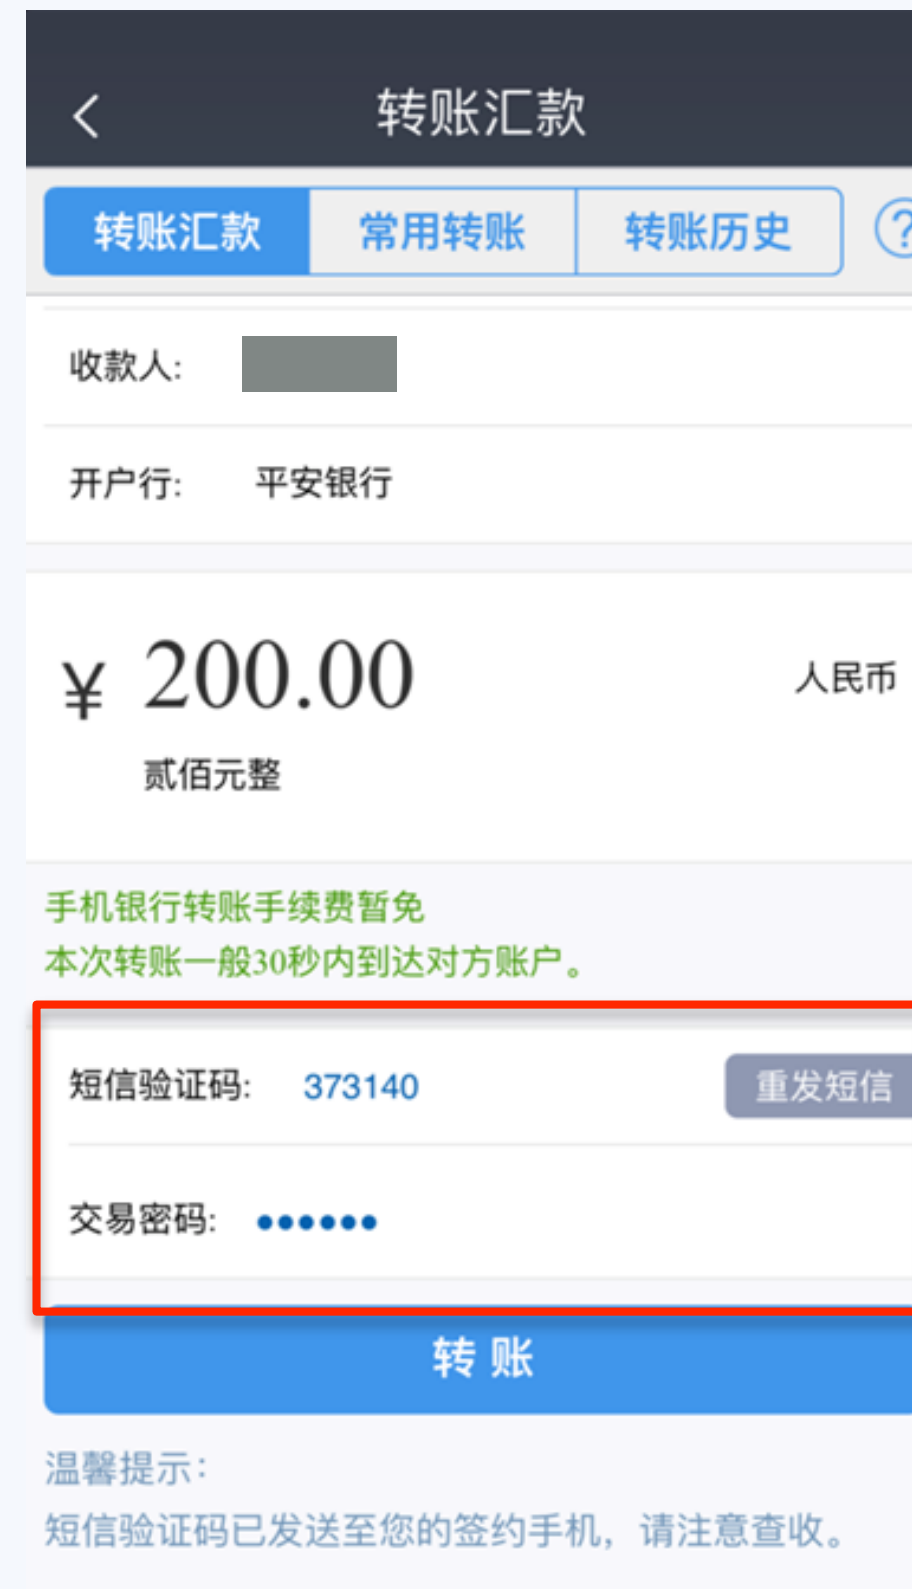 转账汇款
转账汇款 常用转账 转账历史 ?
收款人:
开户行: 平安银行
¥ 200.00 人民币
贰佰元整
手机银行转账手续费暂免
本次转账一般30秒内到达对方账户。
短信验证码: 373140 重发短信
交易密码: ●●●●●●
转 账
温馨提示:
短信验证码已发送至您的签约手机，请注意查收。